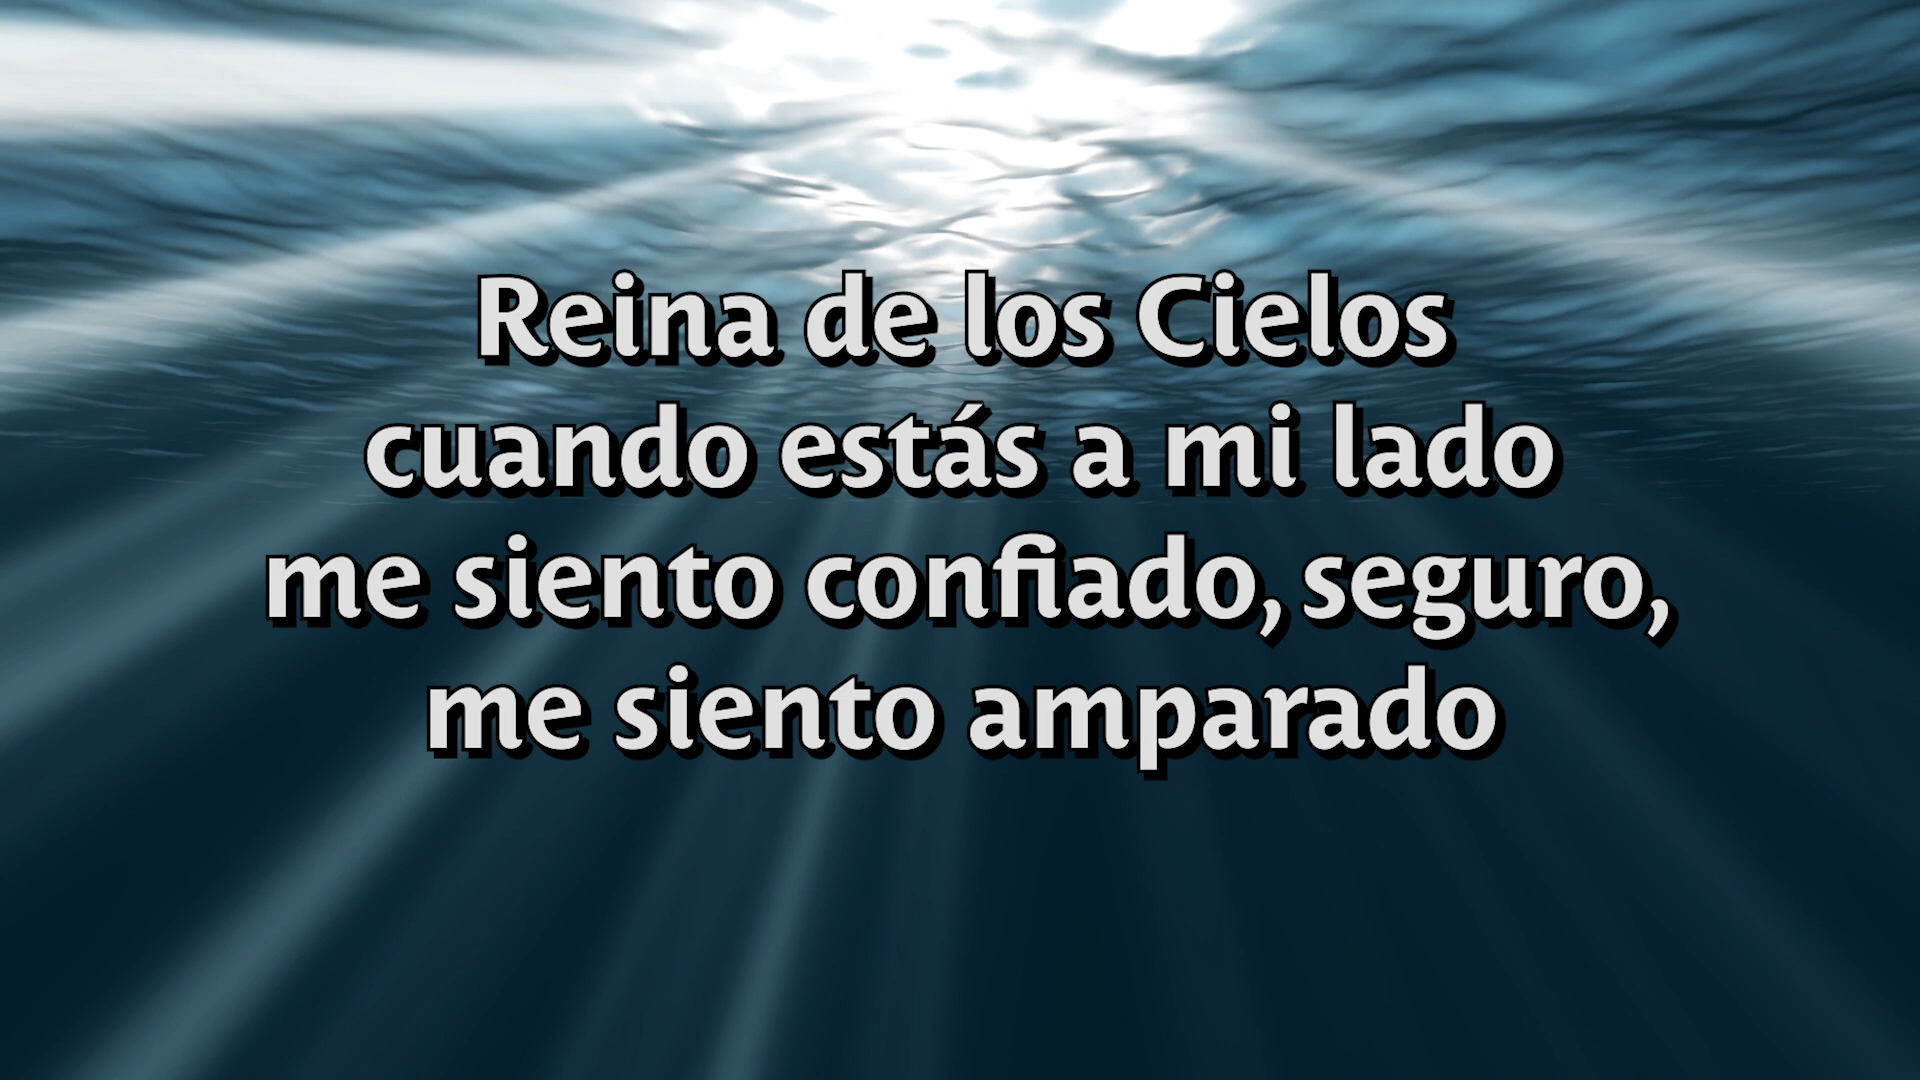 Reina de los Cielos
cuando estás a mi lado
me siento confiado, seguro,
me siento amparado